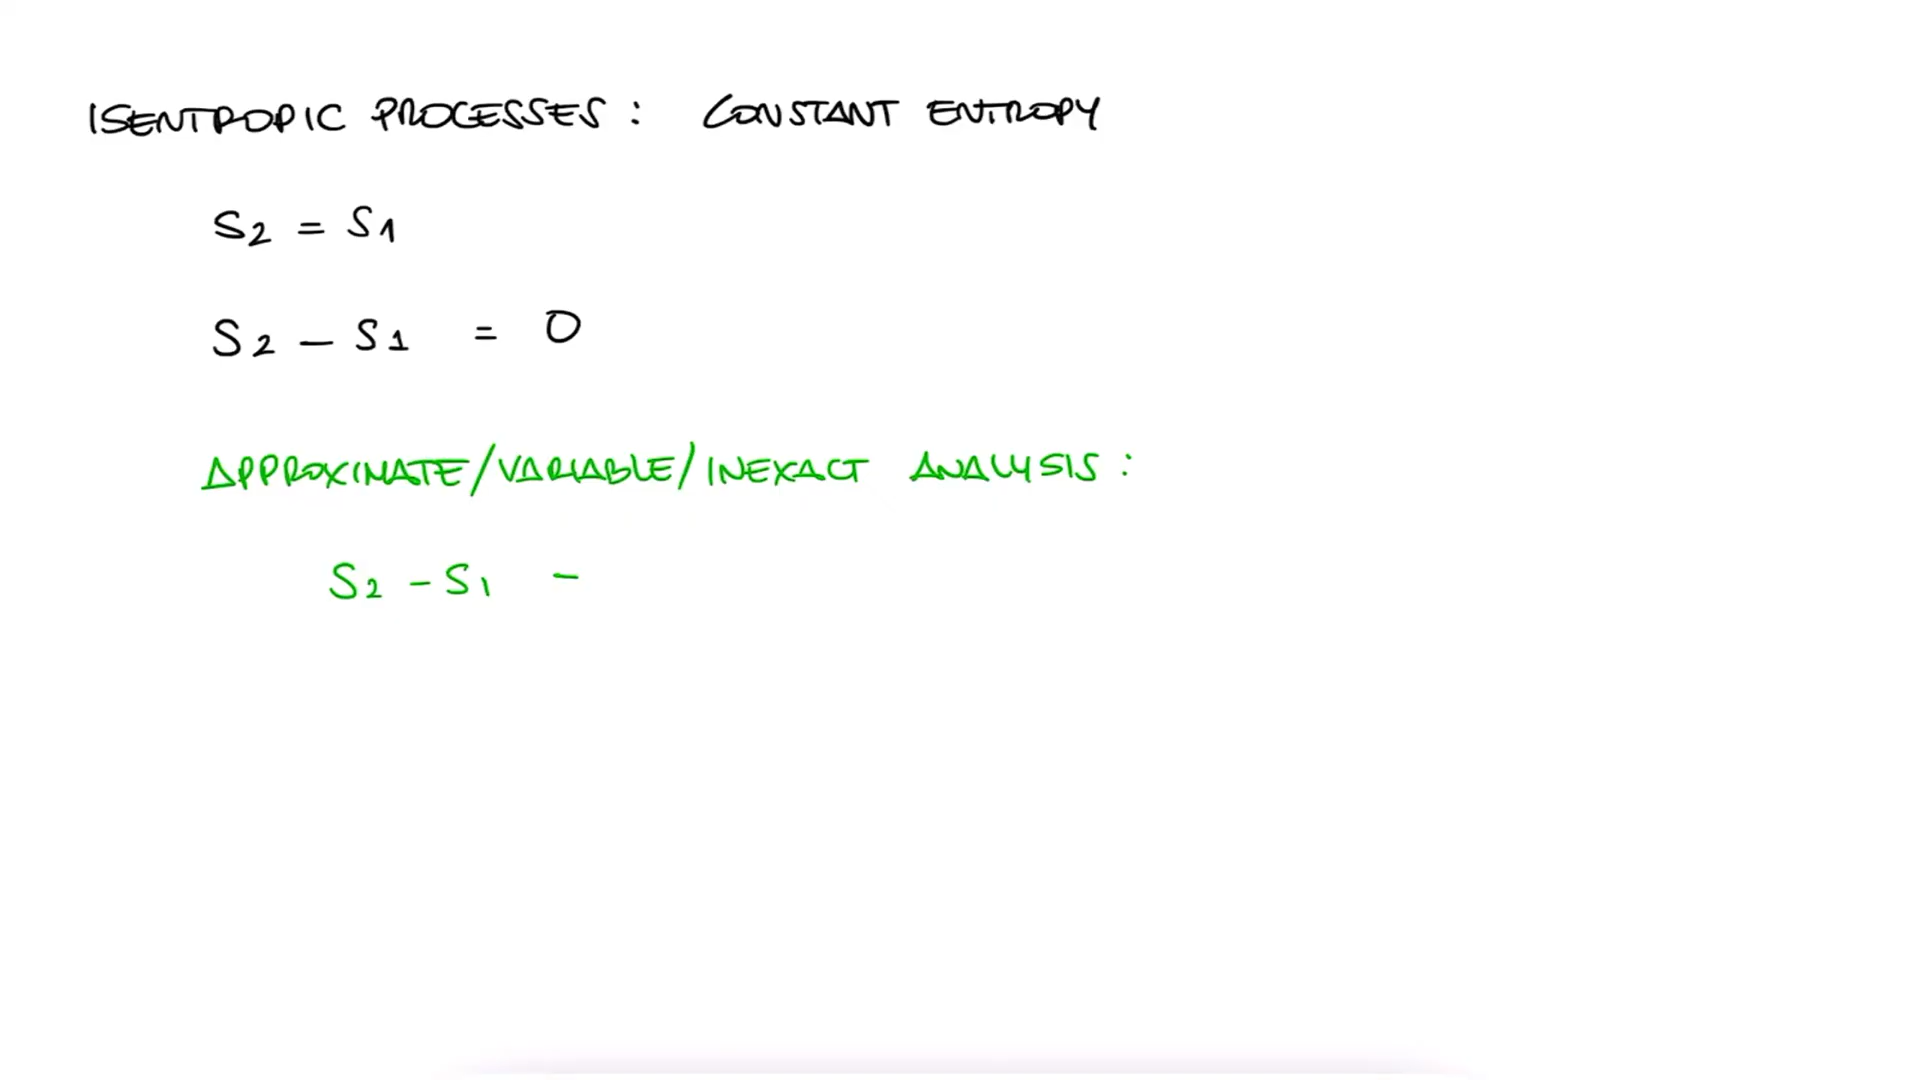 ISENTROPIC PROCESSES: CONSTANT ENTROPY
S2 = S1
S2 – S1 = 0
APPROXIMATE/VARIABLE/INEXACT ANALYSIS:
S2 - S1 -